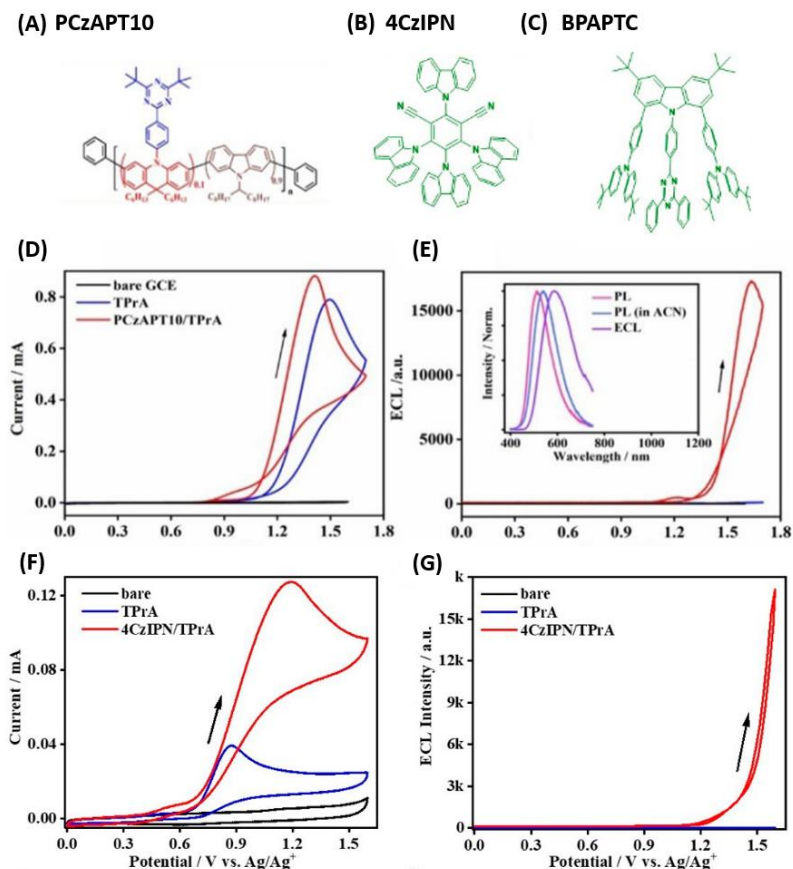 (A) PCzAPT10
(B) 4CzIPN
(C) BPAPTC
N N
N
N
0.1
N
0.9
n
C₆H₁₃ C₆H₁₃
C₈H₁₇ C₈H₁₇
N
N N
N N
N
N
N N
N N
N
(D)
bare GCE
TPrA
PCzAPT10/TPrA
Current / mA
0.8
0.6
0.4
0.2
0.0
0.0 0.3 0.6 0.9 1.2 1.5 1.8
(E)
ECL /a.u.
15000
10000
5000
0
0.0 0.3 0.6 0.9 1.2 1.5 1.8
PL
PL (in ACN)
ECL
Intensity / Norm.
400 600 800 1000 1200
Wavelength / nm
(F)
bare
TPrA
4CzIPN/TPrA
Current / mA
0.12
0.08
0.04
0.00
0.0 0.3 0.6 0.9 1.2 1.5
Potential / V vs. Ag/Ag⁺
(G)
bare
TPrA
4CzIPN/TPrA
ECL Intensity / a.u.
k
15k
12k
9k
6k
3k
0
0.0 0.3 0.6 0.9 1.2 1.5
Potential / V vs. Ag/Ag⁺